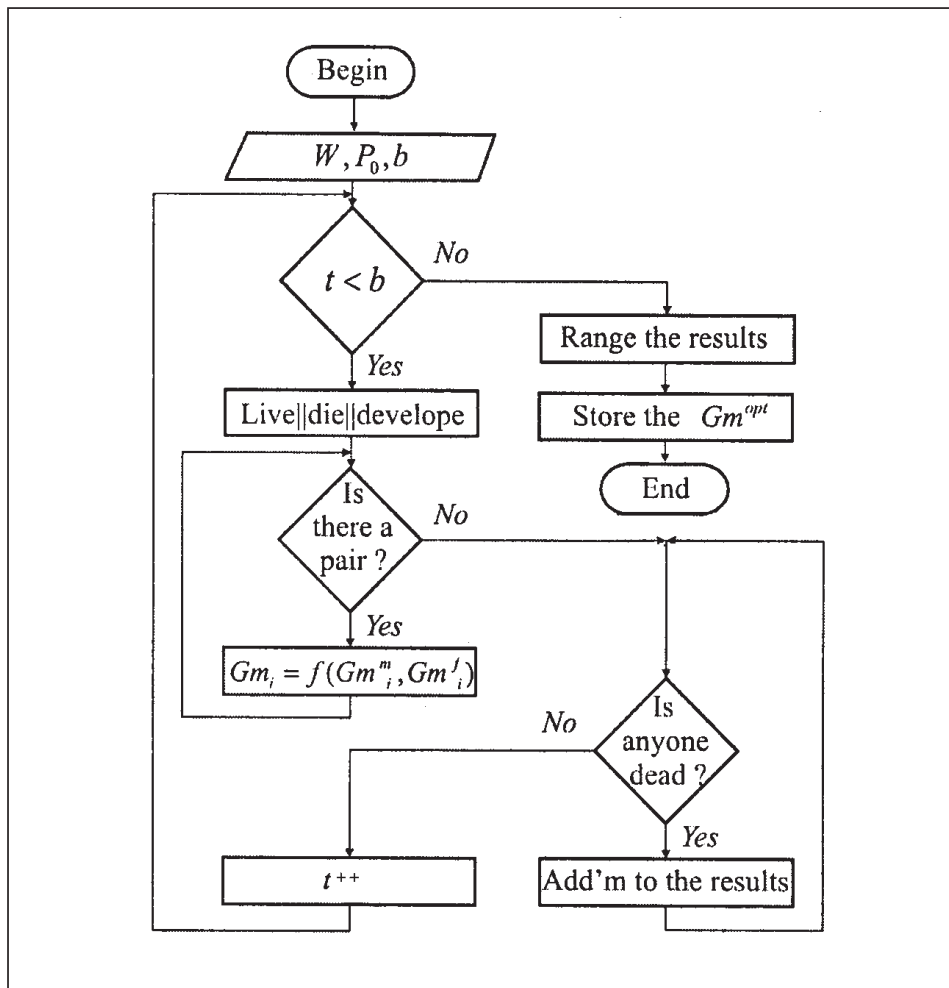 Begin
W, P₀, b
t < b
No
Yes
Range the results
Live||die||develope
Store the Gm^opt
End
Is
there a
pair ?
No
Yes
Gm_i = f(Gm^m_i, Gm^f_i)
Is
anyone
dead ?
No
Yes
t++
Add'm to the results